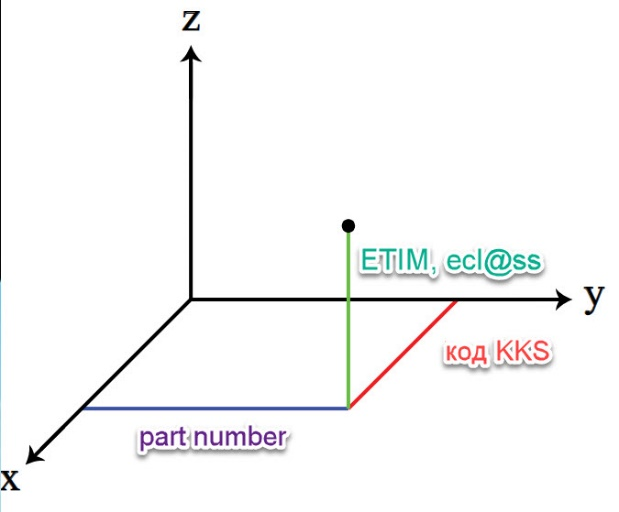 z
ETIM, ecl@ss
y
код KKS
part number
x